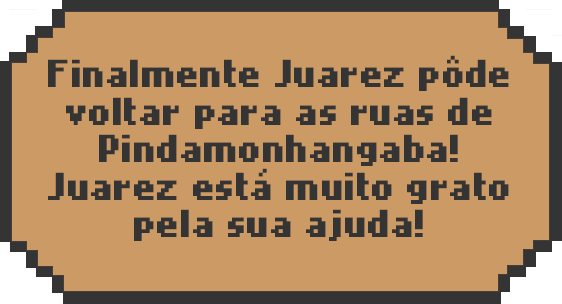 Finalmente Juarez pôde
voltar para as ruas de
Pindamonhangaba!
Juarez está muito grato
pela sua ajuda!